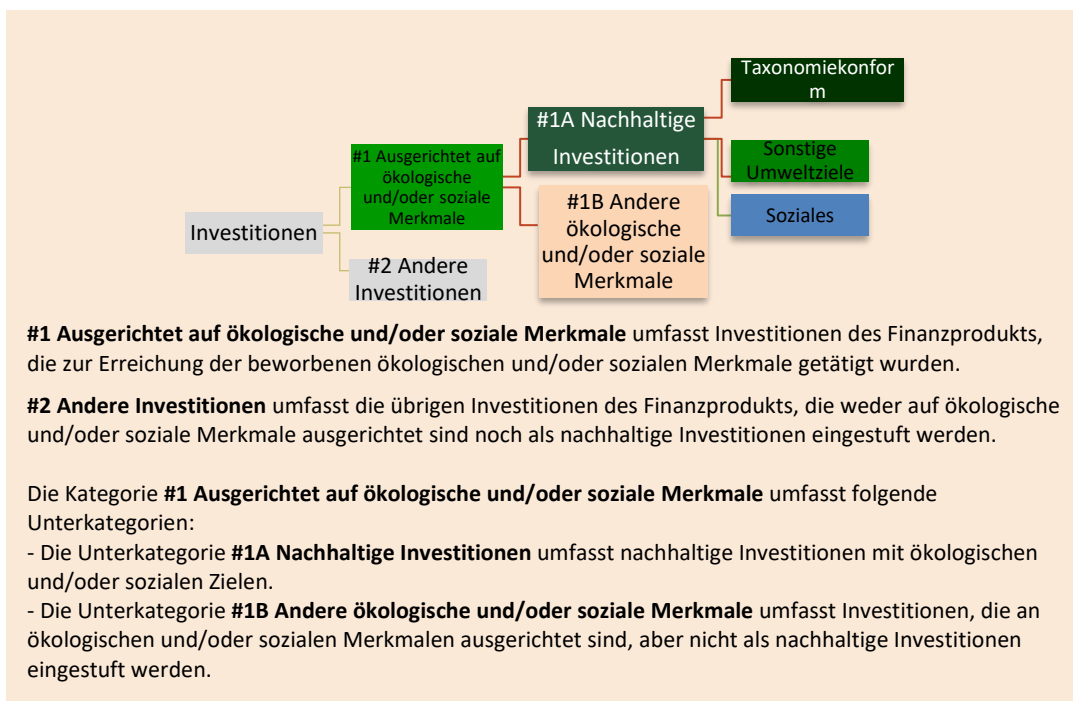 Taxonomiekonfor
m
#1A Nachhaltige
Investitionen
Sonstige
Umweltziele
#1 Ausgerichtet auf
ökologische
und/oder soziale
Merkmale
#1B Andere
ökologische
und/oder soziale
Merkmale
Soziales
Investitionen
#2 Andere
Investitionen
#1 Ausgerichtet auf ökologische und/oder soziale Merkmale umfasst Investitionen des Finanzprodukts,
die zur Erreichung der beworbenen ökologischen und/oder sozialen Merkmale getätigt wurden.
#2 Andere Investitionen umfasst die übrigen Investitionen des Finanzprodukts, die weder auf ökologische
und/oder soziale Merkmale ausgerichtet sind noch als nachhaltige Investitionen eingestuft werden.
Die Kategorie #1 Ausgerichtet auf ökologische und/oder soziale Merkmale umfasst folgende
Unterkategorien:
- Die Unterkategorie #1A Nachhaltige Investitionen umfasst nachhaltige Investitionen mit ökologischen
und/oder sozialen Zielen.
- Die Unterkategorie #1B Andere ökologische und/oder soziale Merkmale umfasst Investitionen, die an
ökologischen und/oder sozialen Merkmalen ausgerichtet sind, aber nicht als nachhaltige Investitionen
eingestuft werden.